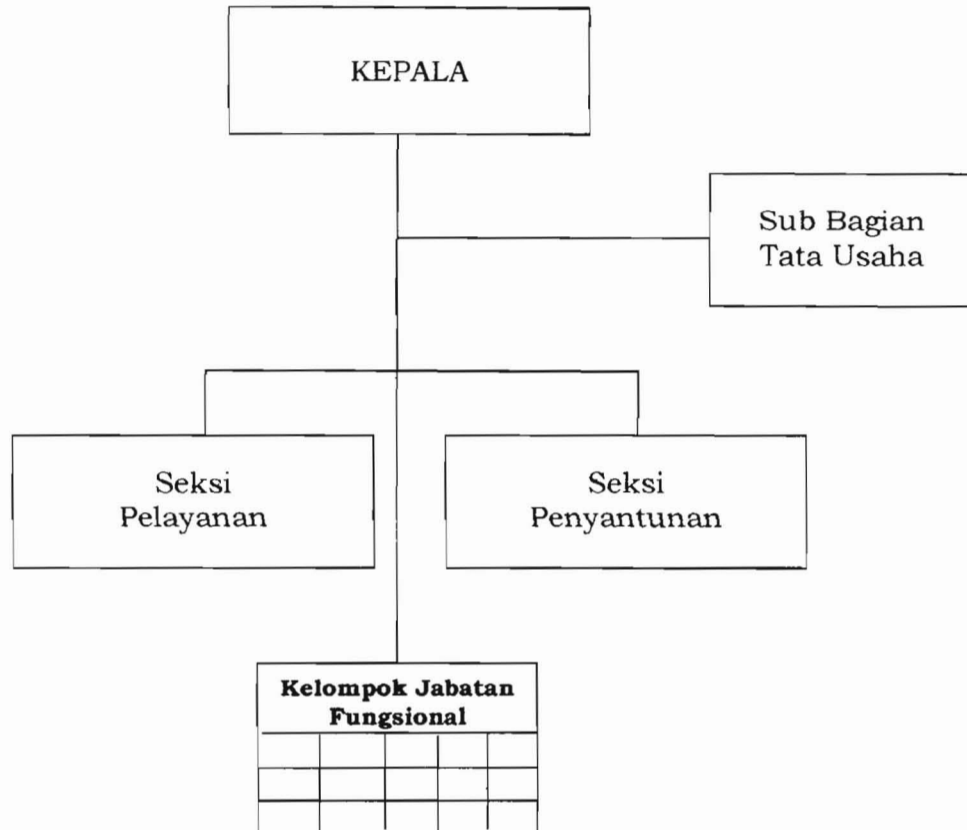 KEPALA
Sub Bagian
Tata Usaha
Seksi
Pelayanan
Seksi
Penyantunan
Kelompok Jabatan
Fungsional